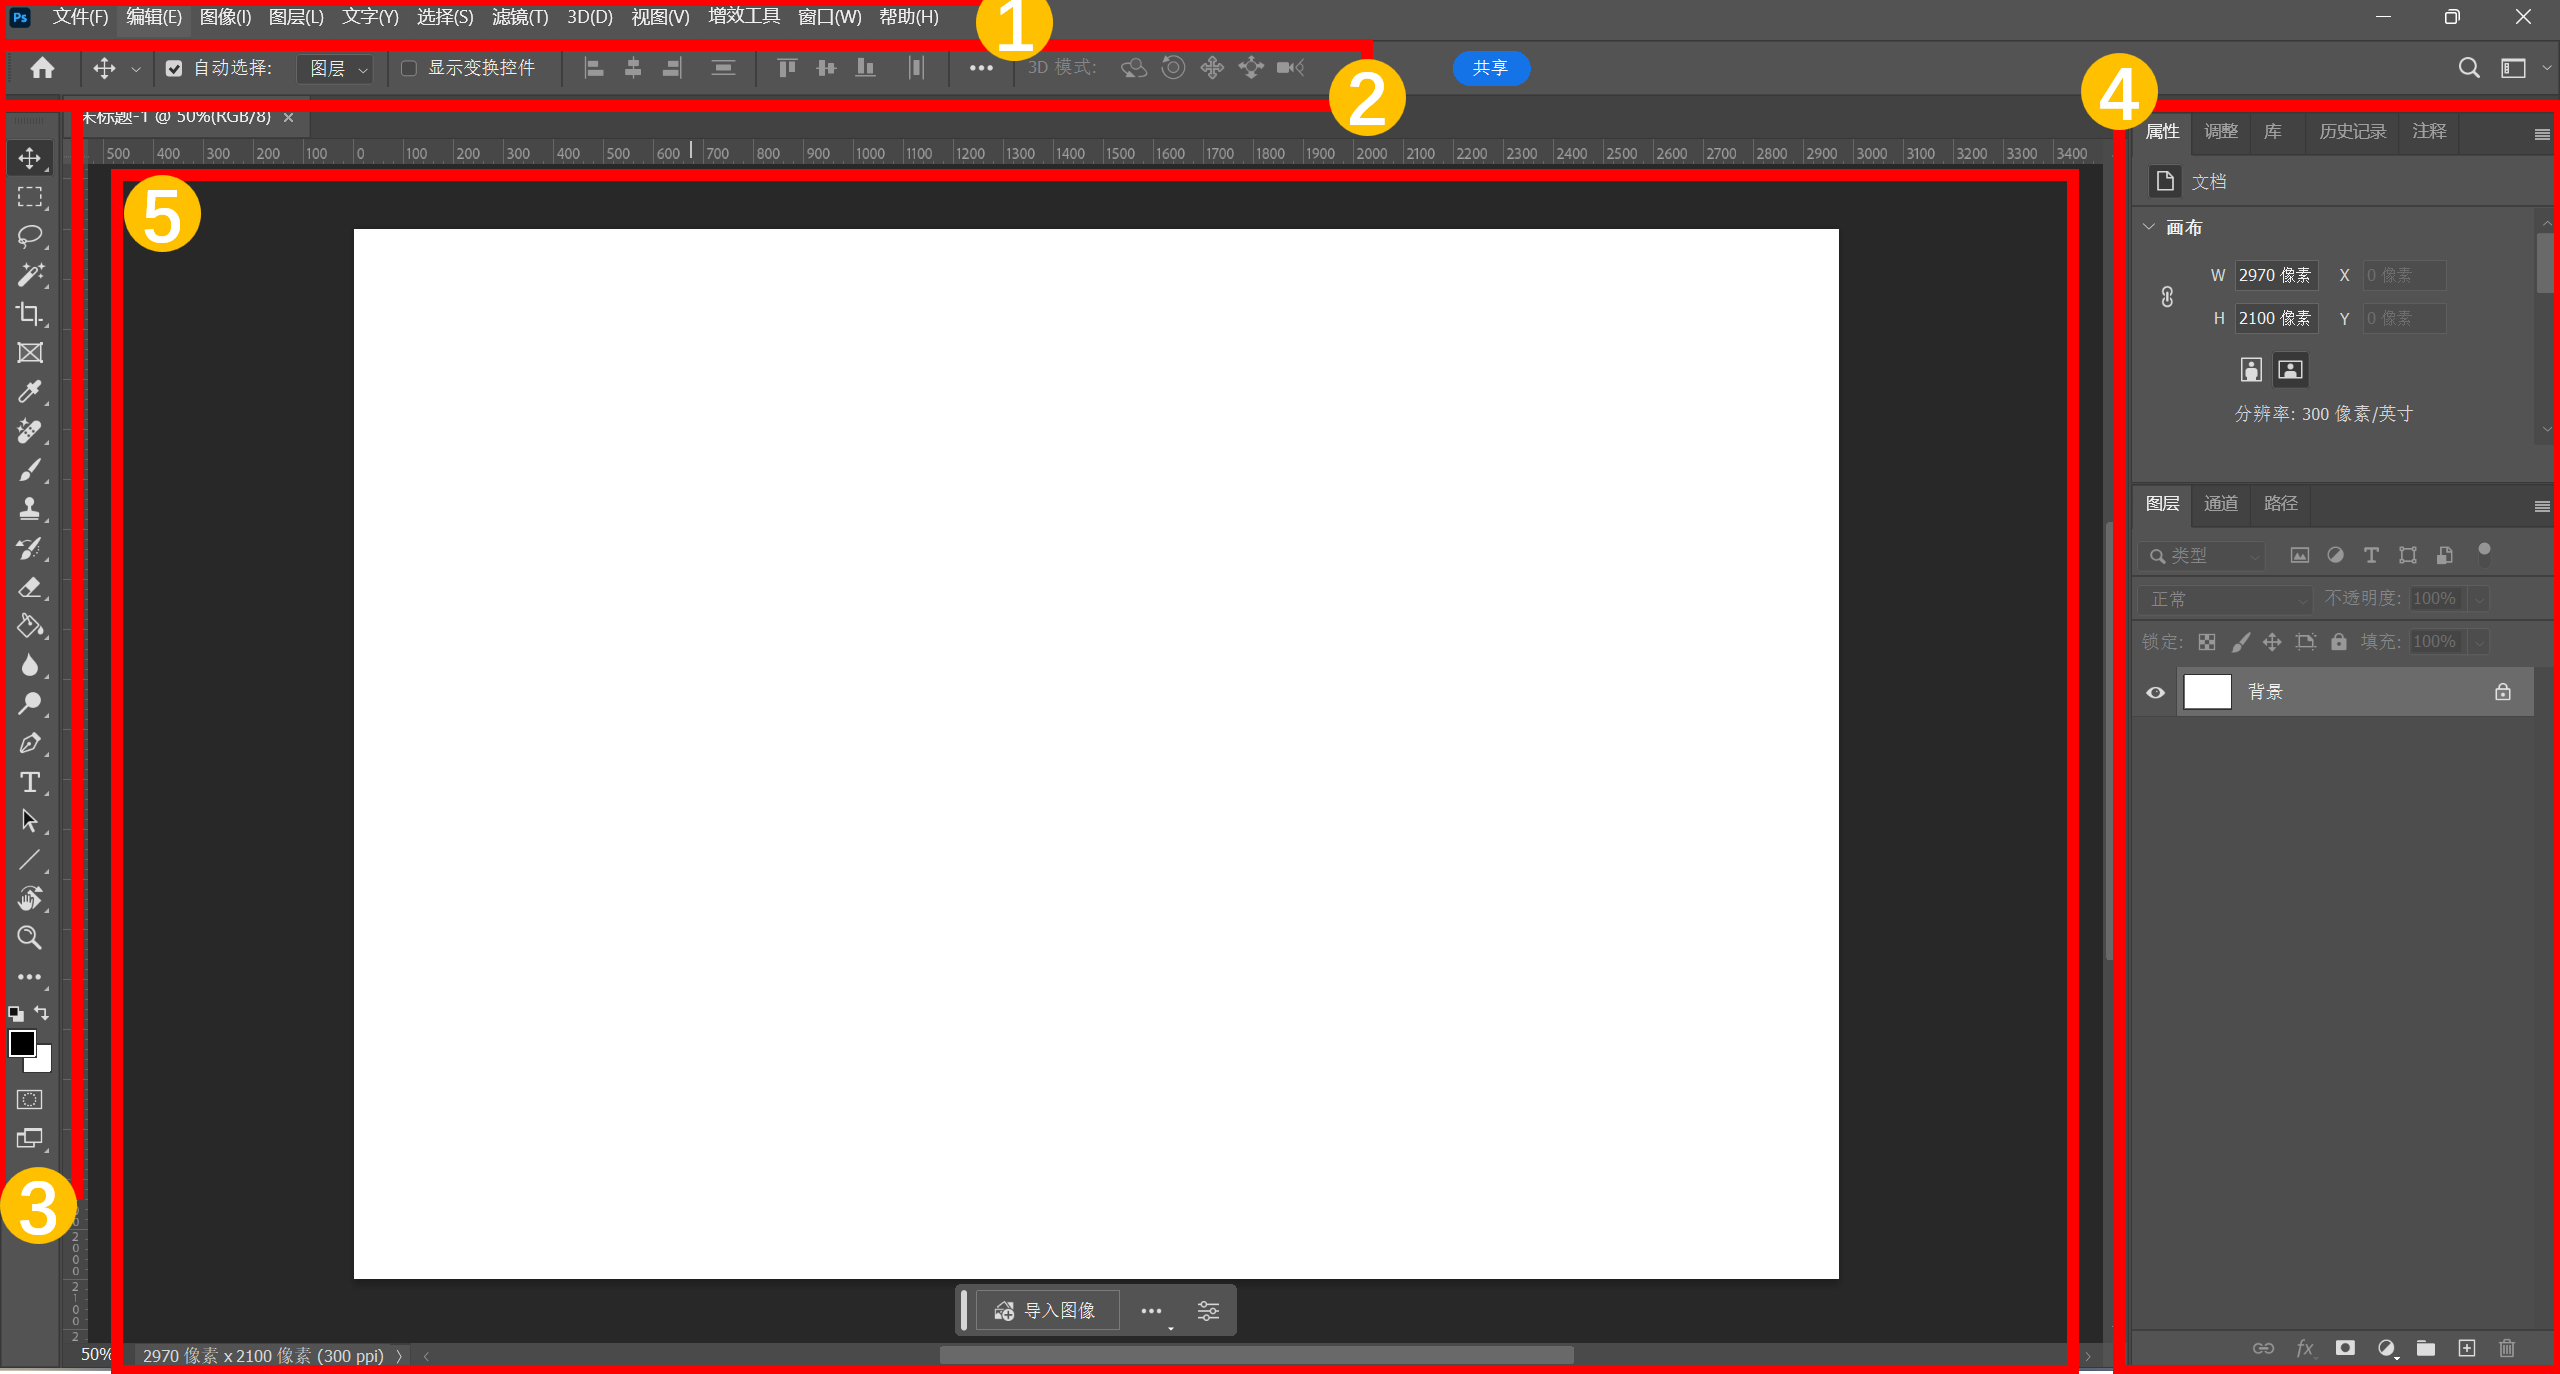 Ps 文件(F) 编辑(E) 图像(I) 图层(L) 文字(Y) 选择(S) 滤镜(T) 3D(D) 视图(V) 增效工具 窗口(W) 帮助(H)
1
自动选择: 图层 显示变换控件 3D 模式: 共享
2
4
未标题-1 @ 50%(RGB/8)
500 400 300 200 100 0 100 200 300 400 500 600 700 800 900 1000 1100 1200 1300 1400 1500 1600 1700 1800 1900 2000 2100 2200 2300 2400 2500 2600 2700 2800 2900 3000 3100 3200 3300 3400
5
3
2000
2100
2
属性 调整 库 历史记录 注释
文档
画布
W 2970 像素 X 0 像素
H 2100 像素 Y 0 像素
分辨率: 300 像素/英寸
图层 通道 路径
类型
正常 不透明度: 100%
锁定: 填充: 100%
背景
fx
导入图像
50% 2970 像素 x 2100 像素 (300 ppi)